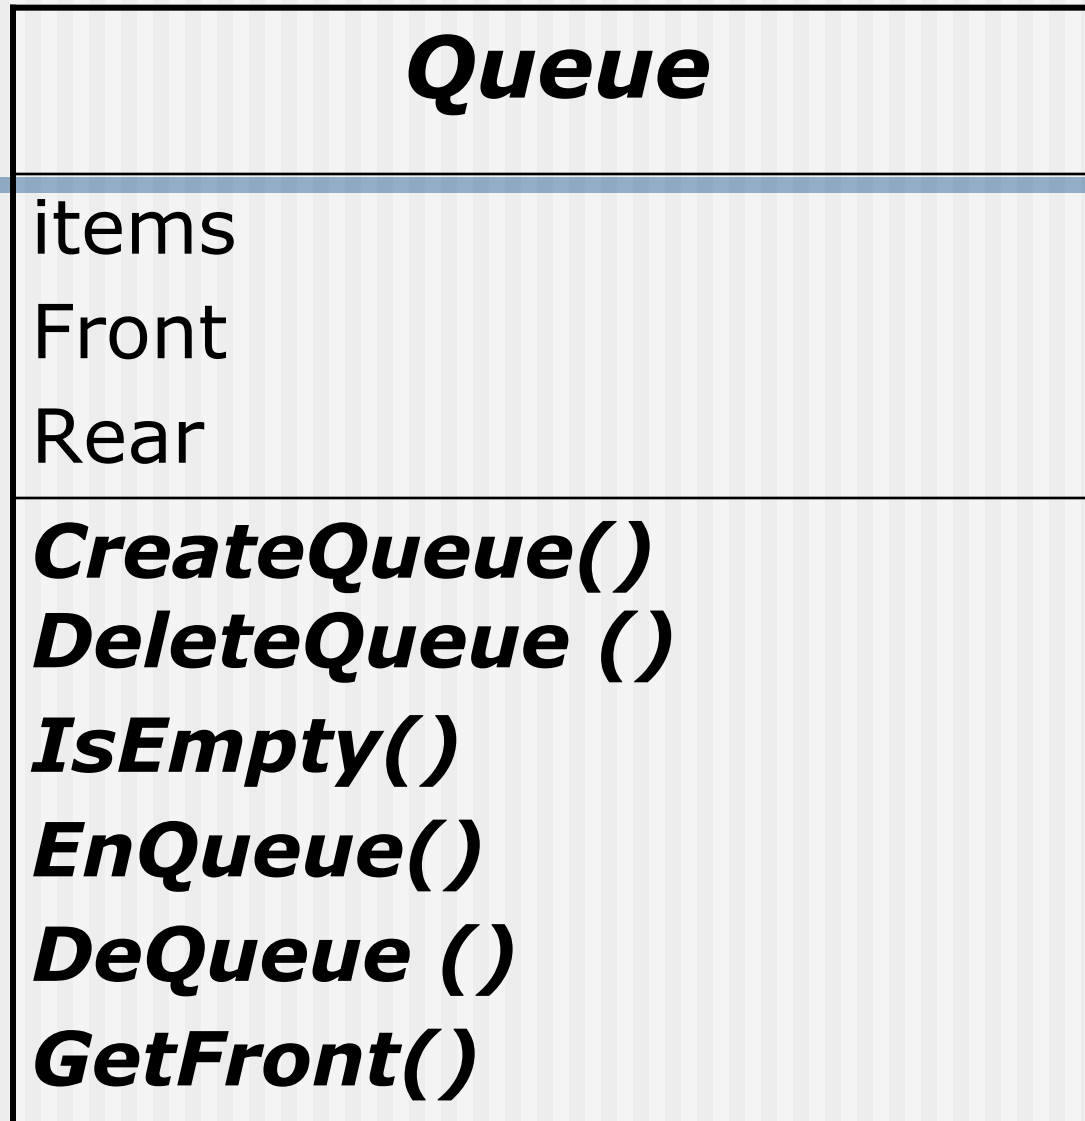 Queue
items
Front
Rear
CreateQueue()
DeleteQueue ()
IsEmpty()
EnQueue()
DeQueue ()
GetFront()